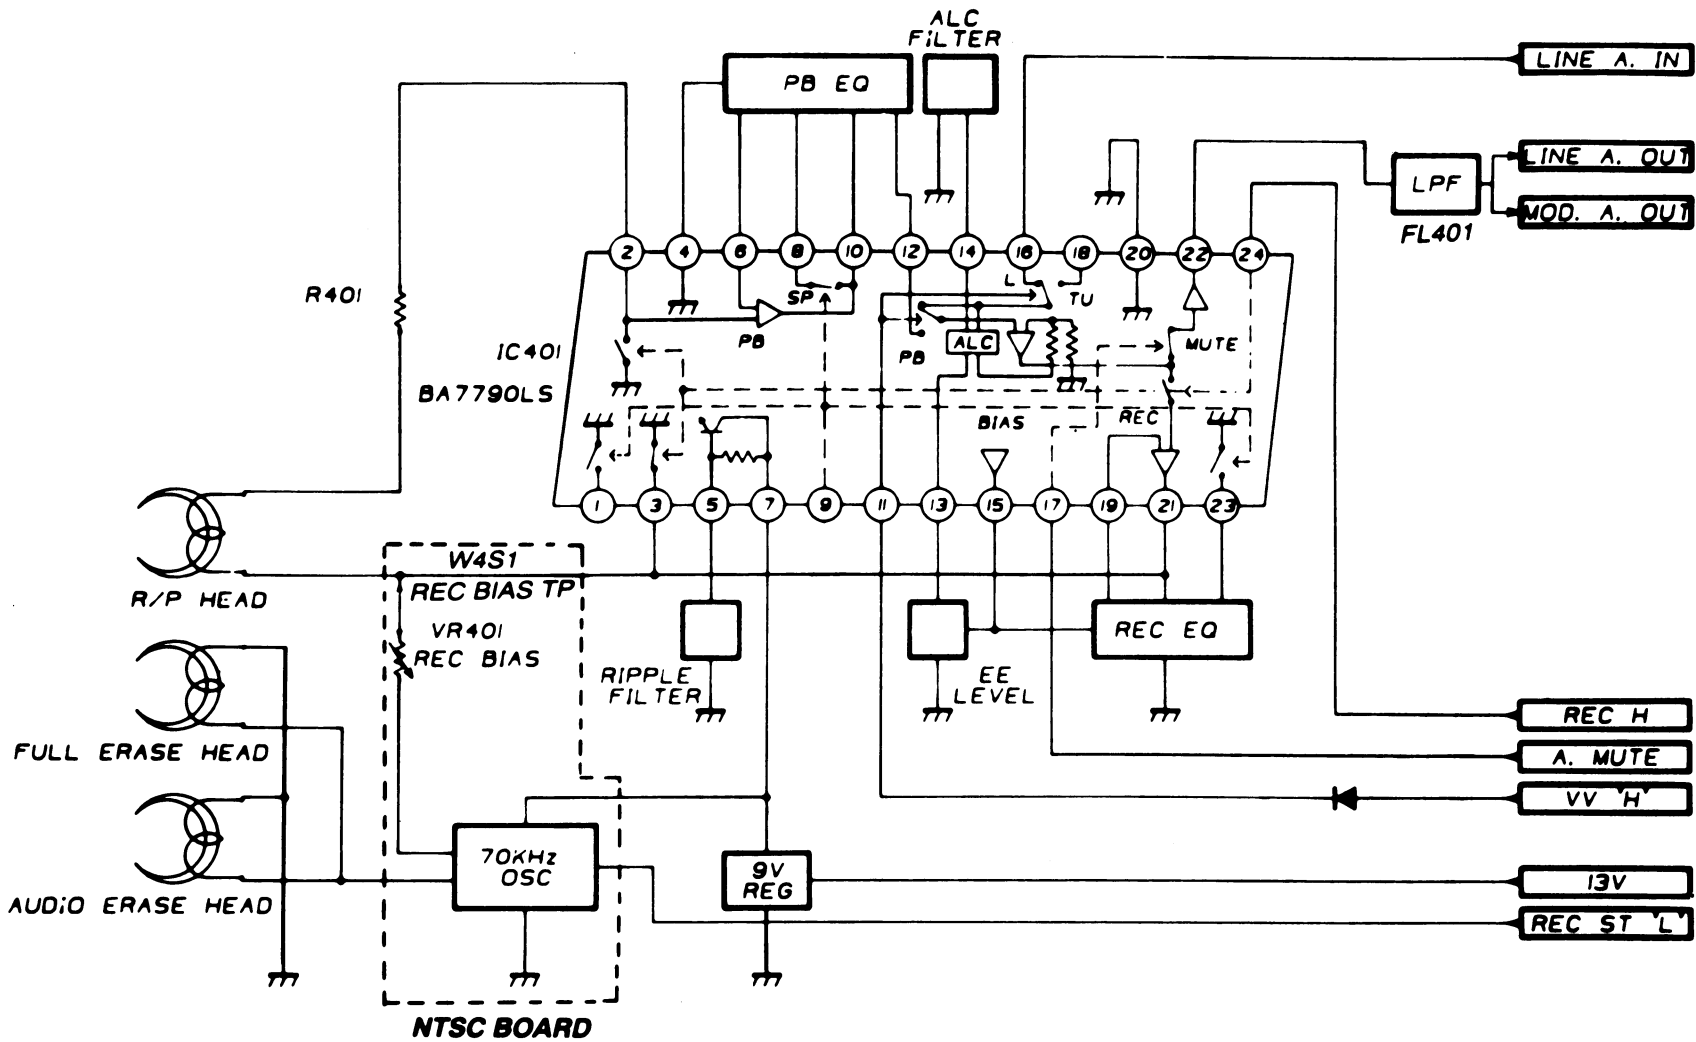 ALC
FILTER
PB EQ
LINE A. IN
LINE A. OUT
LPF
MOD. A. OUT
FL401
2
4
6
8
10
12
14
16
18
20
22
24
R401
SP
L
TU
PB
PB
ALC
MUTE
IC401
BA7790LS
BIAS
REC
1
3
5
7
9
11
13
15
17
19
21
23
W4S1
REC BIAS TP
R/P HEAD
VR401
REC BIAS
REC EQ
RIPPLE
FILTER
EE
LEVEL
REC H
FULL ERASE HEAD
A. MUTE
VV "H"
70KHz
OSC
9V
REG
13V
AUDIO ERASE HEAD
REC ST "L"
NTSC BOARD